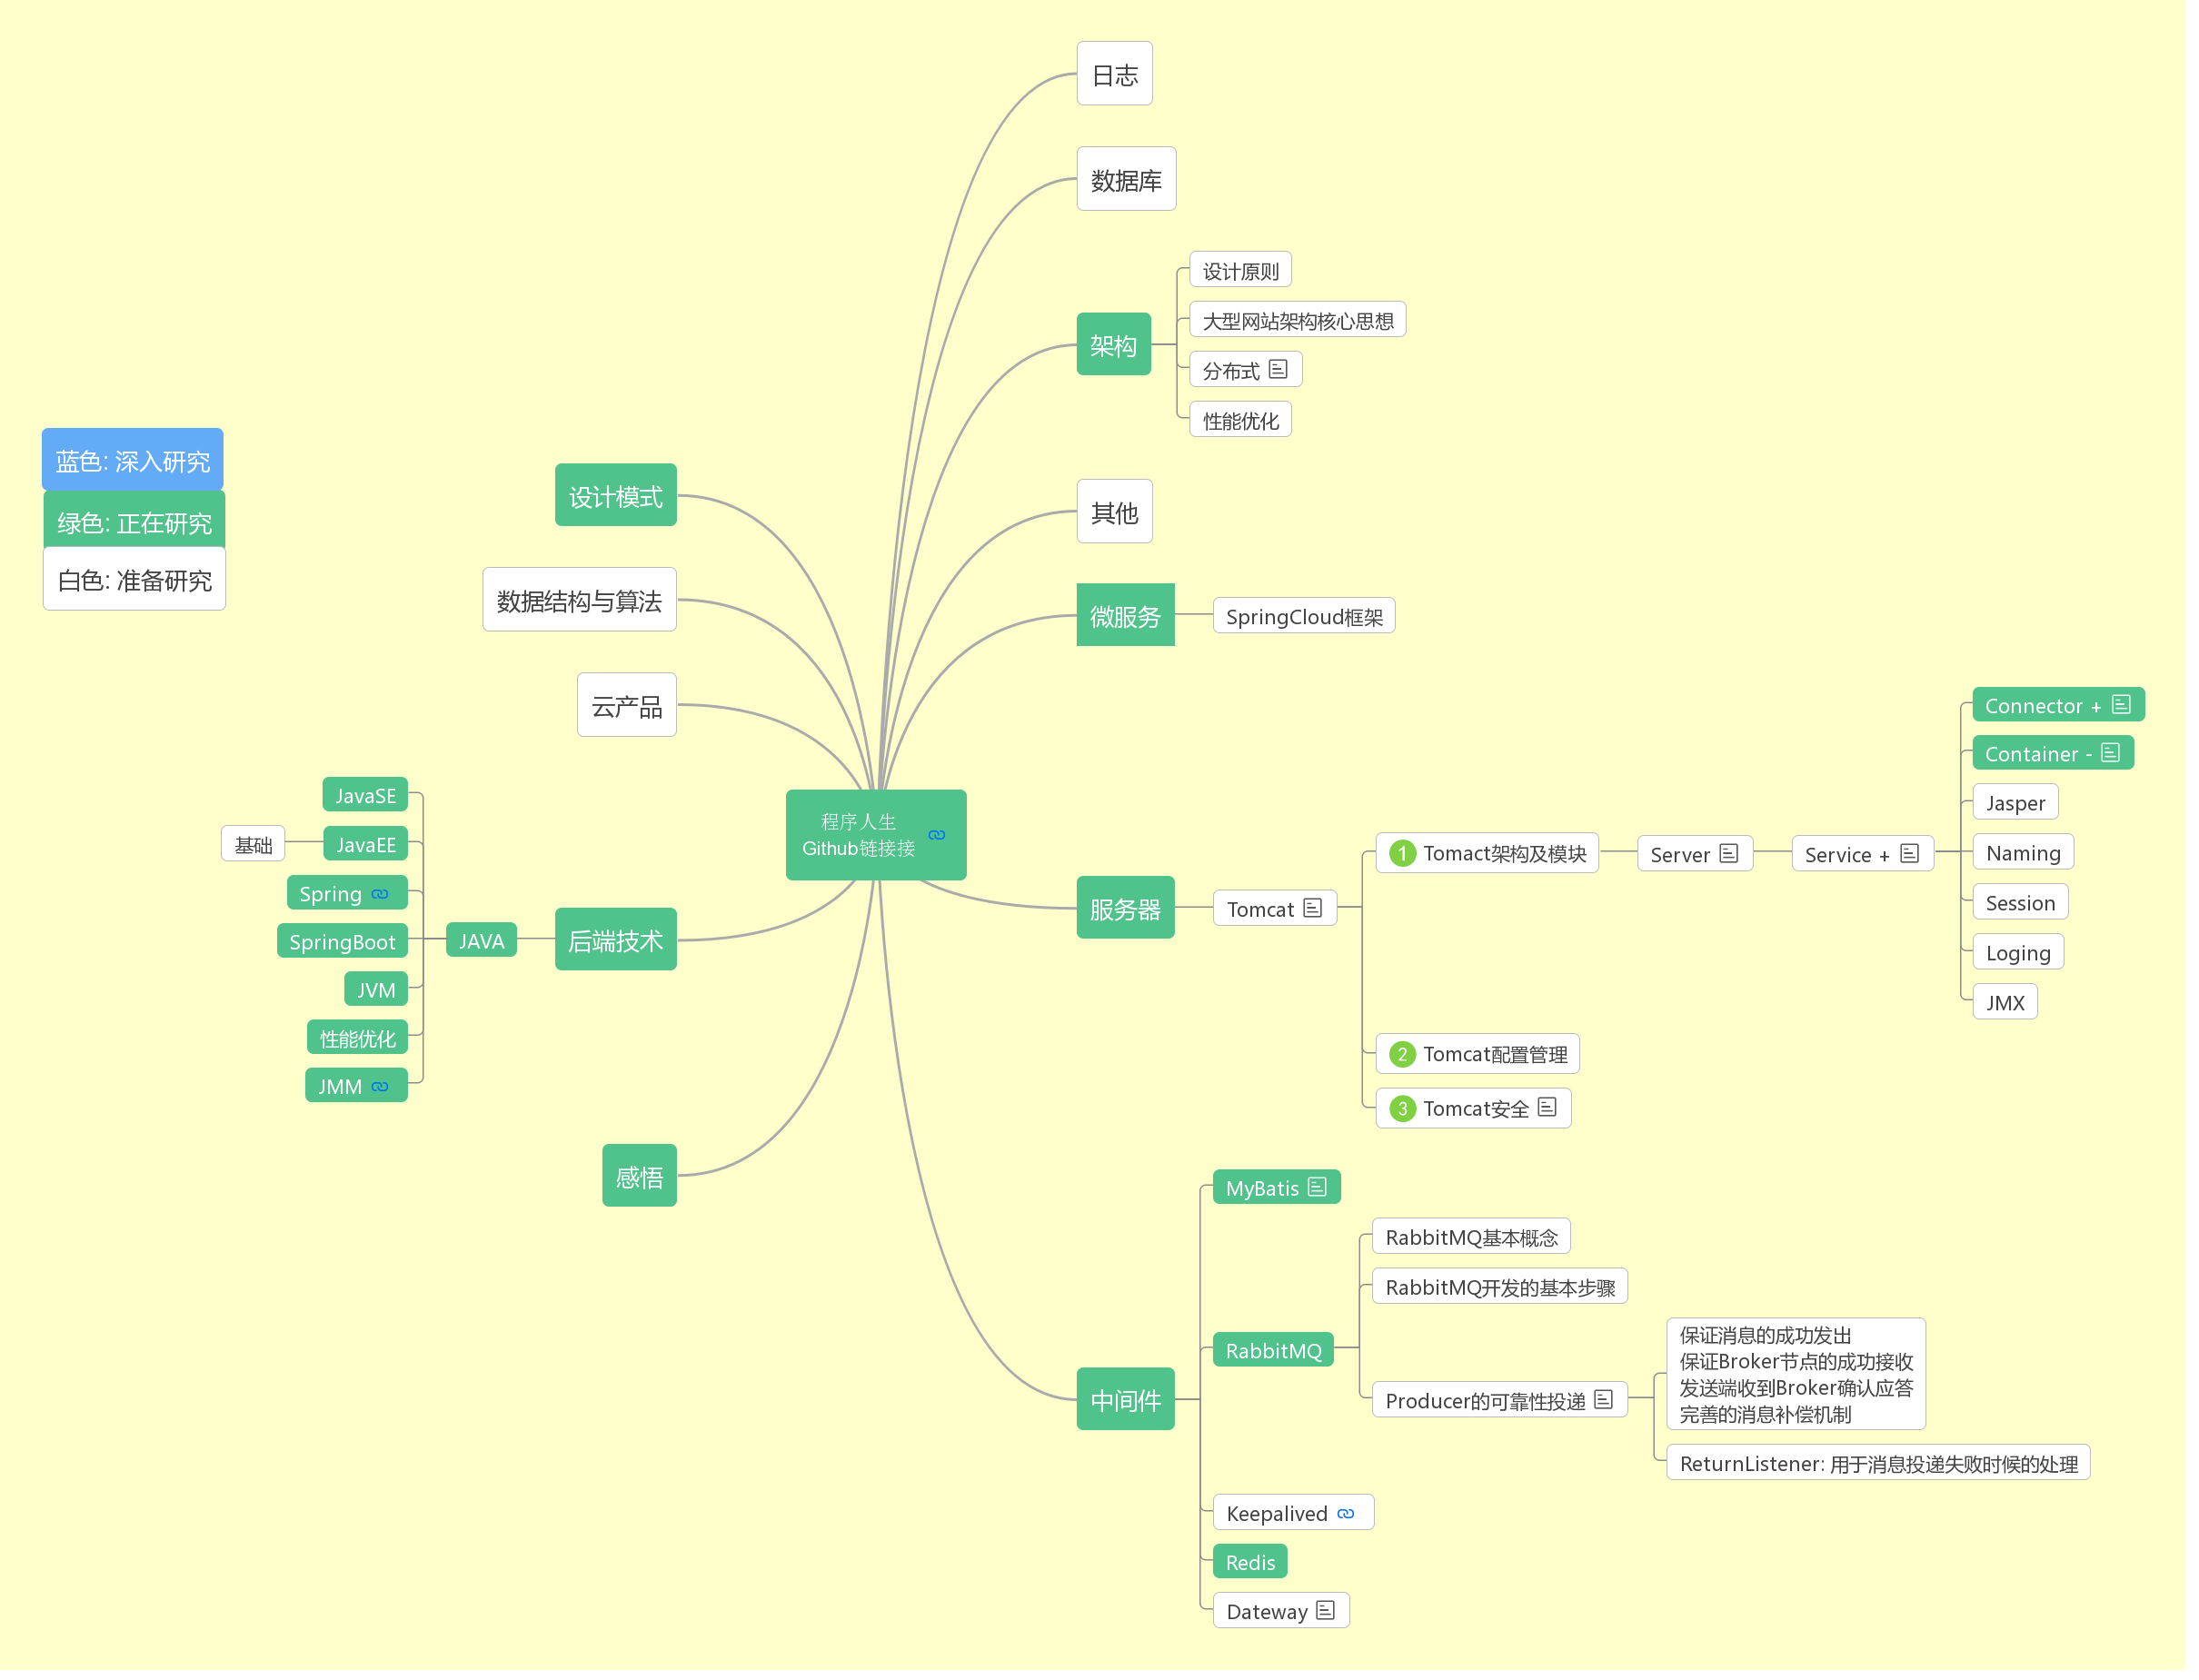 日志
数据库
架构
设计原则
大型网站架构核心思想
分布式
性能优化
其他
微服务
SpringCloud框架
服务器
Tomcat
1 Tomact架构及模块
Server
Service +
Connector +
Container -
Jasper
Naming
Session
Loging
JMX
2 Tomcat配置管理
3 Tomcat安全
中间件
MyBatis
RabbitMQ
RabbitMQ基本概念
RabbitMQ开发的基本步骤
Producer的可靠性投递
保证消息的成功发出
保证Broker节点的成功接收
发送端收到Broker确认应答
完善的消息补偿机制
ReturnListener: 用于消息投递失败时候的处理
Keepalived
Redis
Dateway
程序人生
Github链接接
蓝色: 深入研究
绿色: 正在研究
白色: 准备研究
设计模式
数据结构与算法
云产品
后端技术
JAVA
JavaSE
JavaEE
基础
Spring
SpringBoot
JVM
性能优化
JMM
感悟